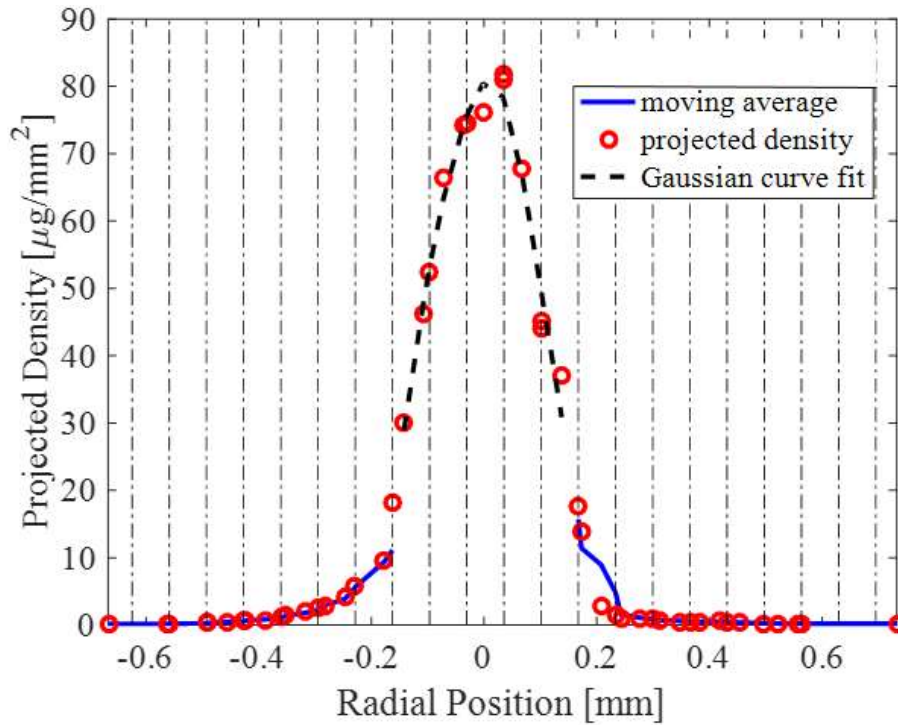 90
80
70
60
50
40
30
20
10
0
Projected Density [μg/mm²]
moving average
projected density
Gaussian curve fit
-0.6 -0.4 -0.2 0 0.2 0.4 0.6
Radial Position [mm]